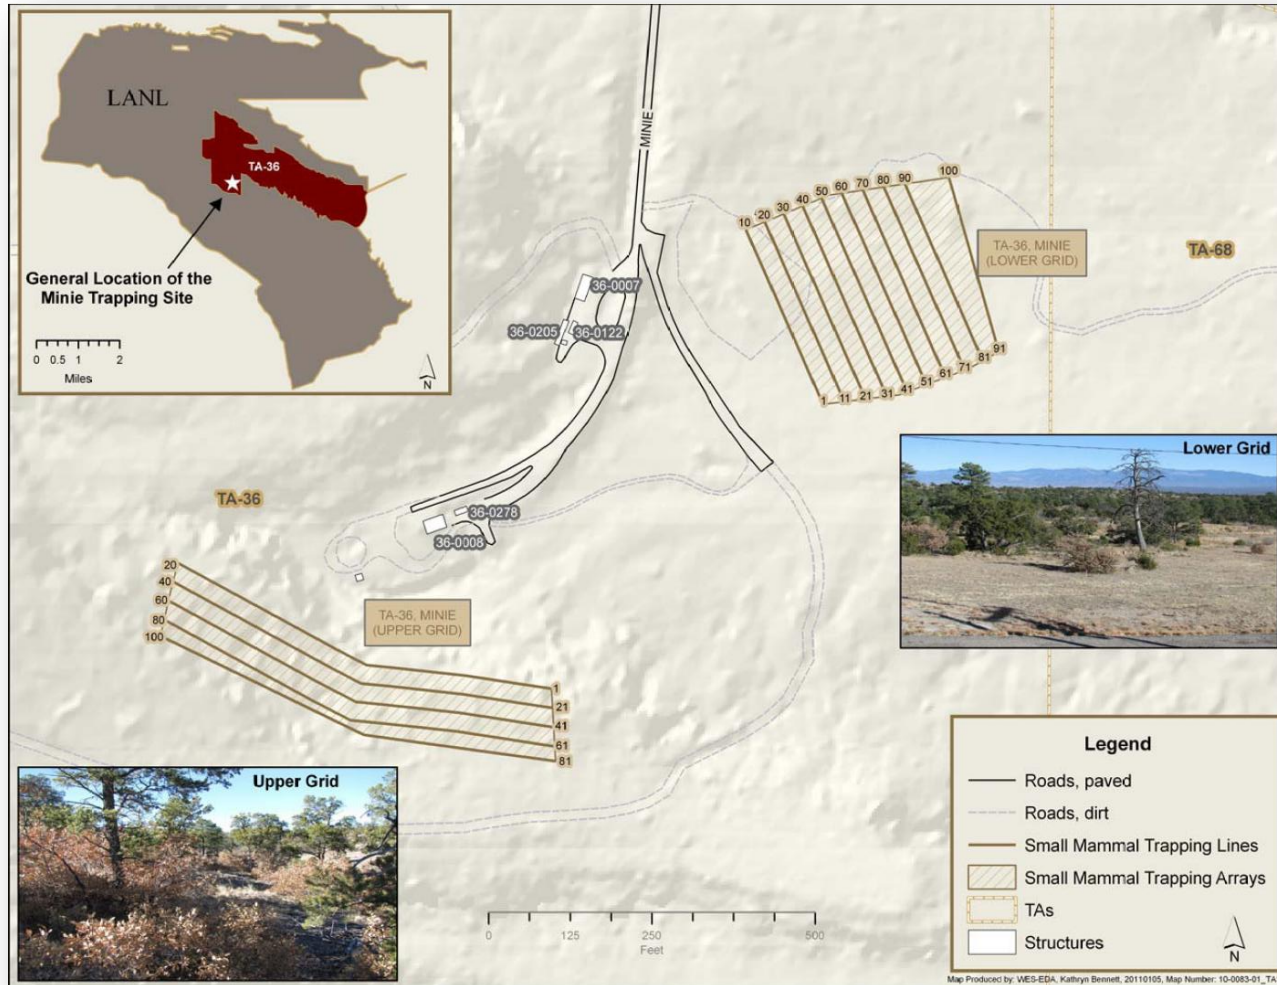 LANL
TA-36
General Location of the
Minie Trapping Site
0 0.5 1 2
Miles
N
MINIE
10 20 30 40 50 60 70 80 90 100
TA-36, MINIE
(LOWER GRID)
TA-68
36-0007
36-0205 36-0122
1 11 21 31 41 51 61 71 81 91
Lower Grid
TA-36
36-0278
36-0008
20
40
60
80
100
TA-36, MINIE
(UPPER GRID)
1
21
41
61
81
Upper Grid
0 125 250 500
Feet
Legend
Roads, paved
Roads, dirt
Small Mammal Trapping Lines
Small Mammal Trapping Arrays
TAs
Structures
N
Map Produced by: WES-EDA, Kathryn Bennett, 20110105, Map Number: 10-0083-01_TA